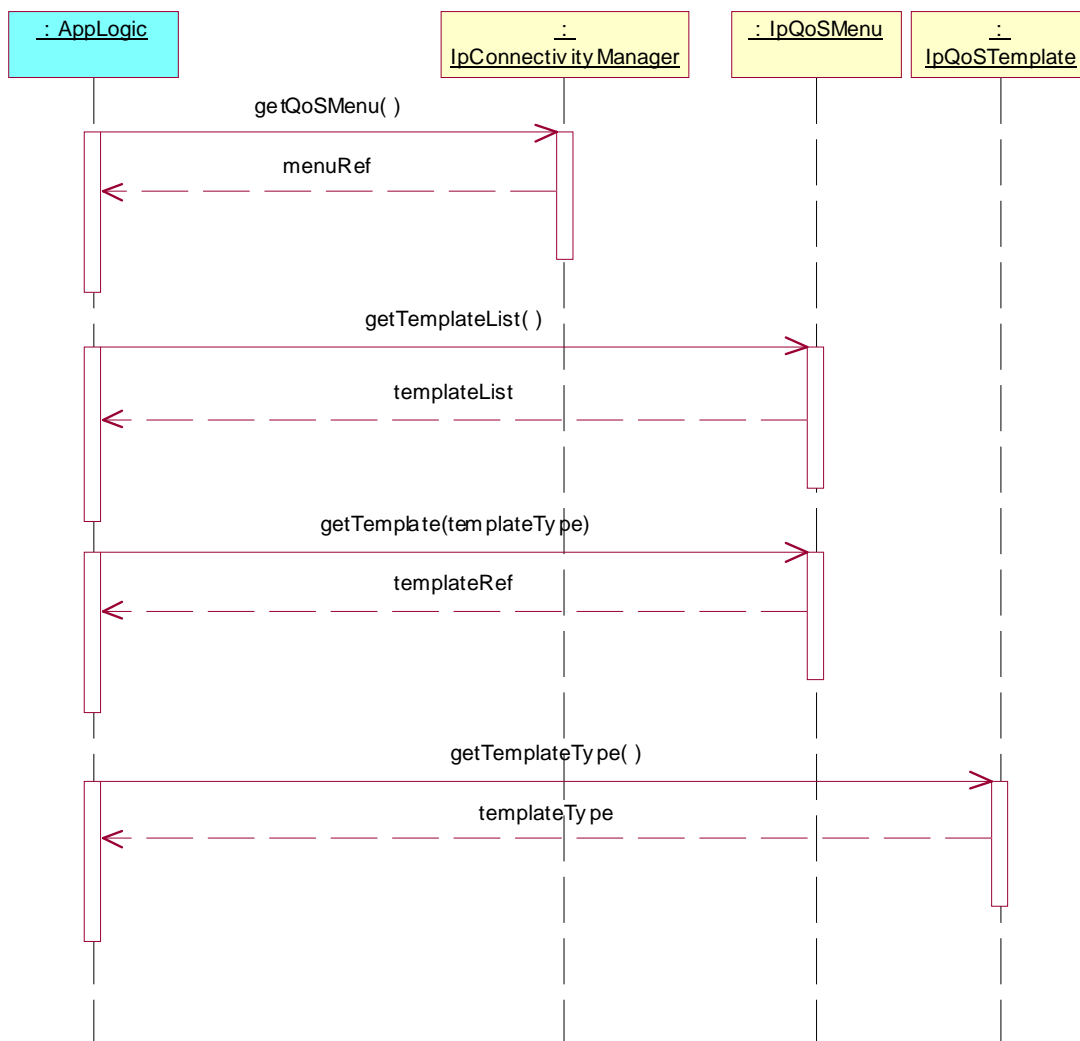 : AppLogic
:
IpConnectivityManager
: IpQoSMenu
:
IpQoSTemplate
getQoSMenu( )
menuRef
getTemplateList( )
templateList
getTemplate(templateType)
templateRef
getTemplateType( )
templateType